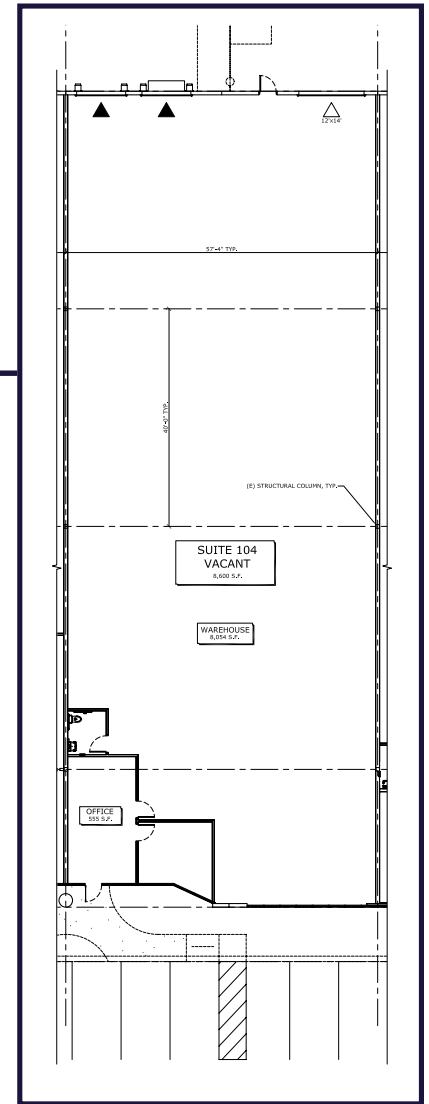 12'x14'
57'-4" TYP.
40'-0" TYP.
(E) STRUCTURAL COLUMN, TYP.
SUITE 104
VACANT
8,600 S.F.
WAREHOUSE
8,054 S.F.
OFFICE
555 S.F.